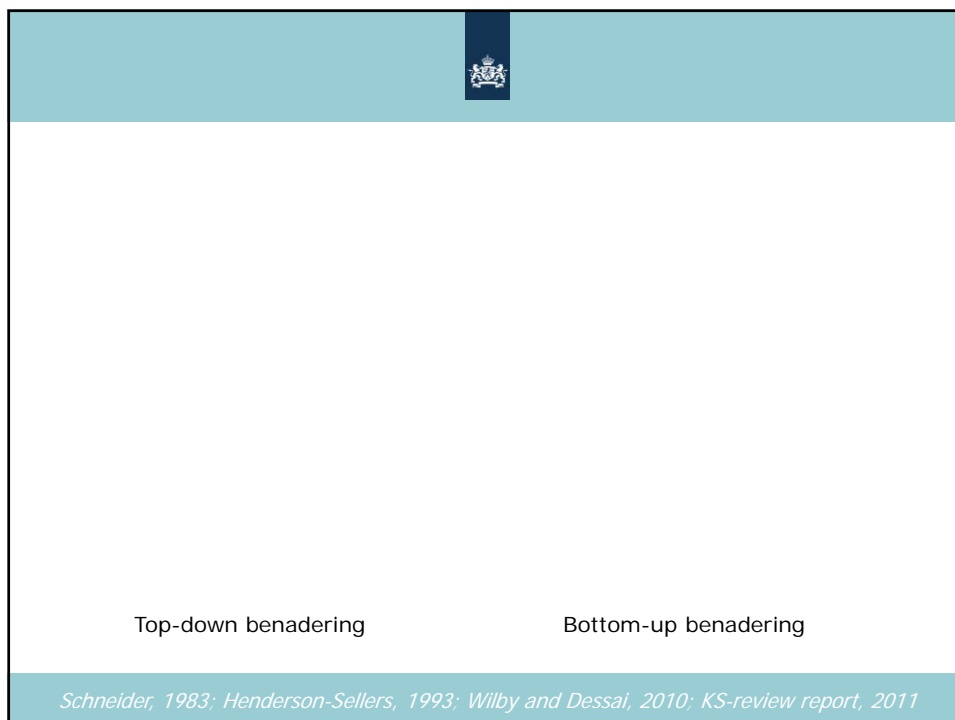 Top-down benadering
Bottom-up benadering
Schneider, 1983; Henderson-Sellers, 1993; Wilby and Dessai, 2010; KS-review report, 2011